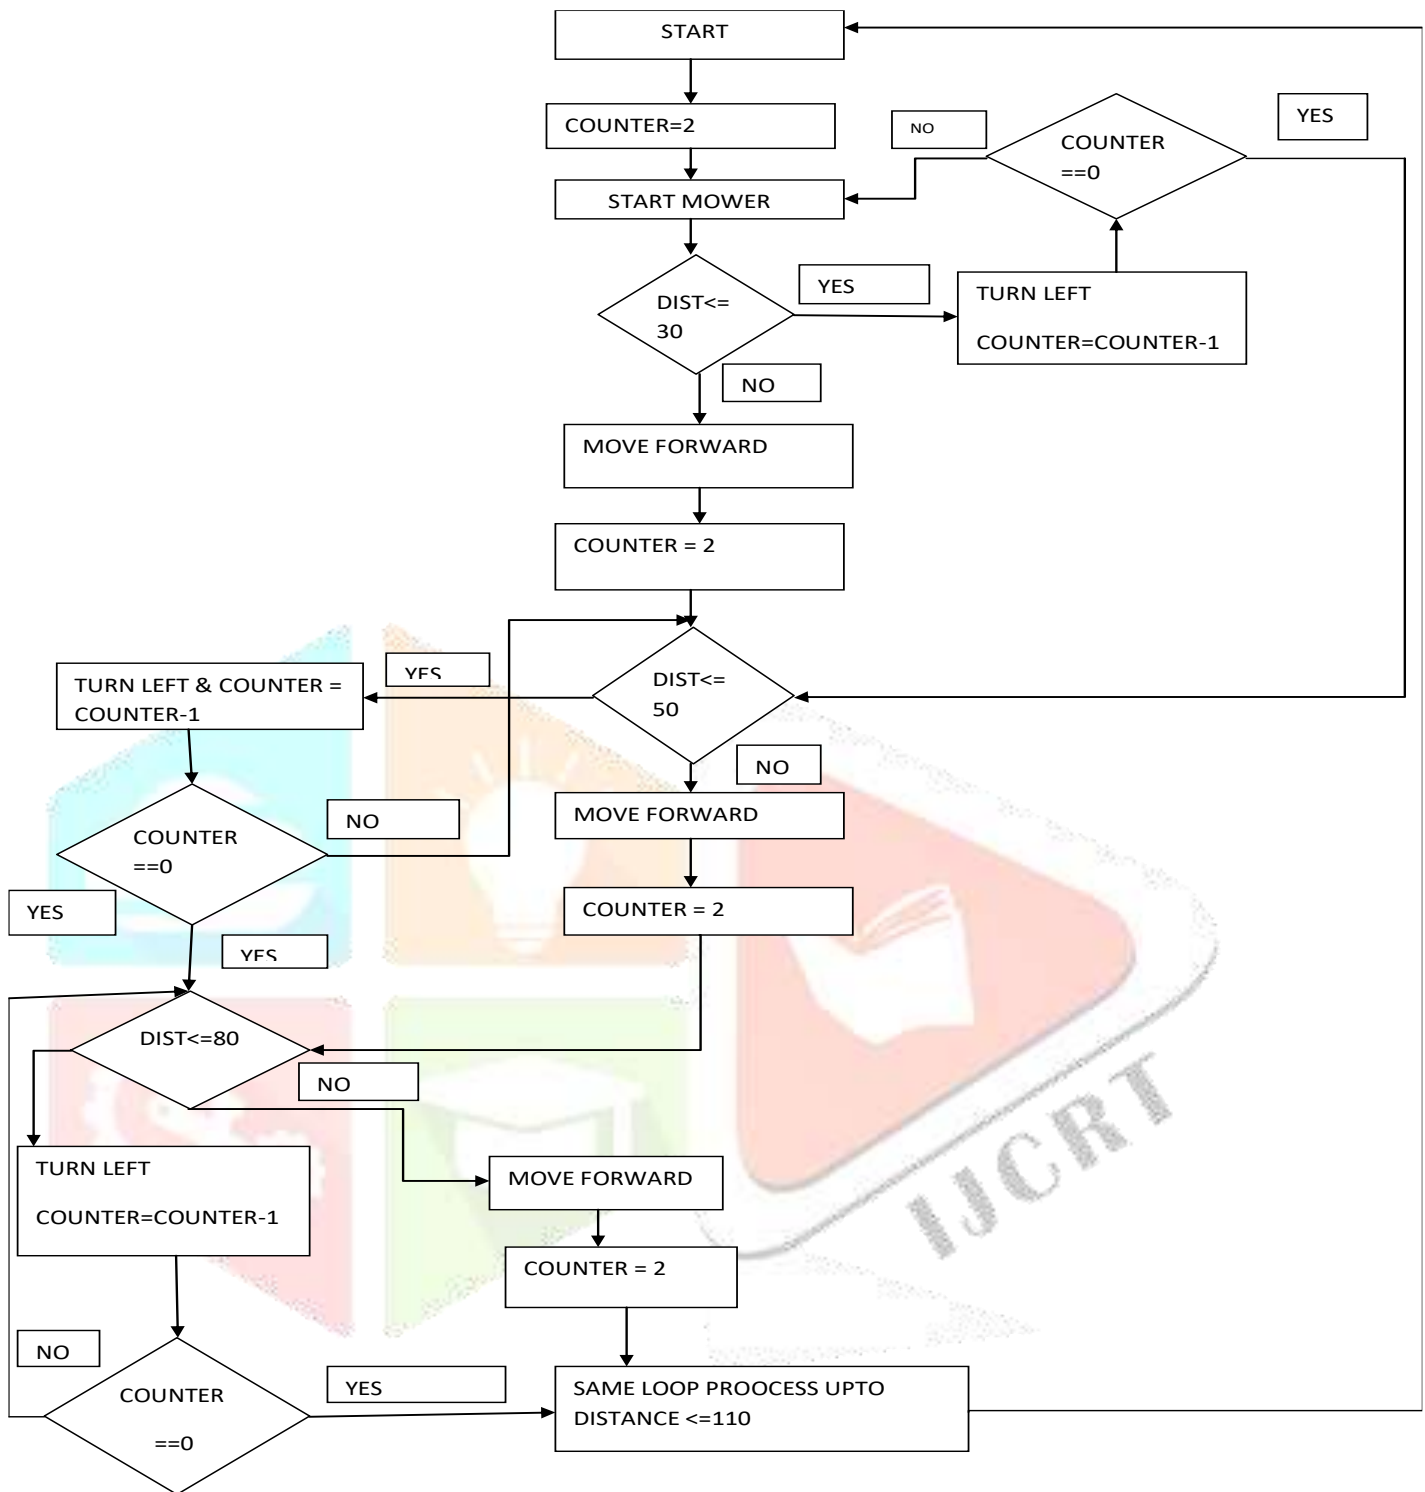 START
COUNTER=2
NO
COUNTER
==0
YES
START MOWER
DIST<=
30
YES
TURN LEFT
COUNTER=COUNTER-1
NO
MOVE FORWARD
COUNTER = 2
TURN LEFT & COUNTER =
COUNTER-1
YES
DIST<=
50
NO
MOVE FORWARD
COUNTER
==0
NO
YES
COUNTER = 2
YES
DIST<=80
NO
TURN LEFT
COUNTER=COUNTER-1
MOVE FORWARD
COUNTER = 2
NO
COUNTER
==0
YES
SAME LOOP PROOCESS UPTO
DISTANCE <=110
IJCRT